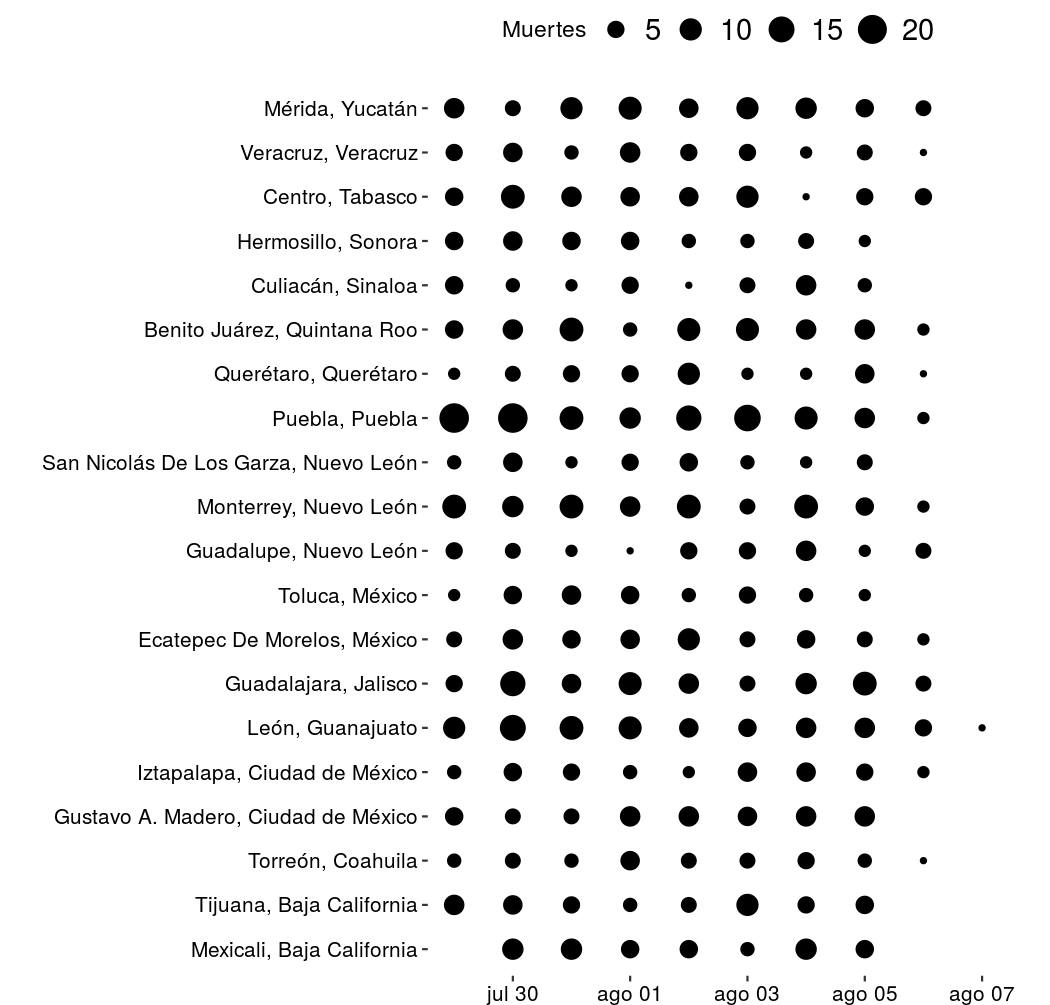 Muertes 5 10 15 20
Mérida, Yucatán
Veracruz, Veracruz
Centro, Tabasco
Hermosillo, Sonora
Culiacán, Sinaloa
Benito Juárez, Quintana Roo
Querétaro, Querétaro
Puebla, Puebla
San Nicolás De Los Garza, Nuevo León
Monterrey, Nuevo León
Guadalupe, Nuevo León
Toluca, México
Ecatepec De Morelos, México
Guadalajara, Jalisco
León, Guanajuato
Iztapalapa, Ciudad de México
Gustavo A. Madero, Ciudad de México
Torreón, Coahuila
Tijuana, Baja California
Mexicali, Baja California
jul 30 ago 01 ago 03 ago 05 ago 07